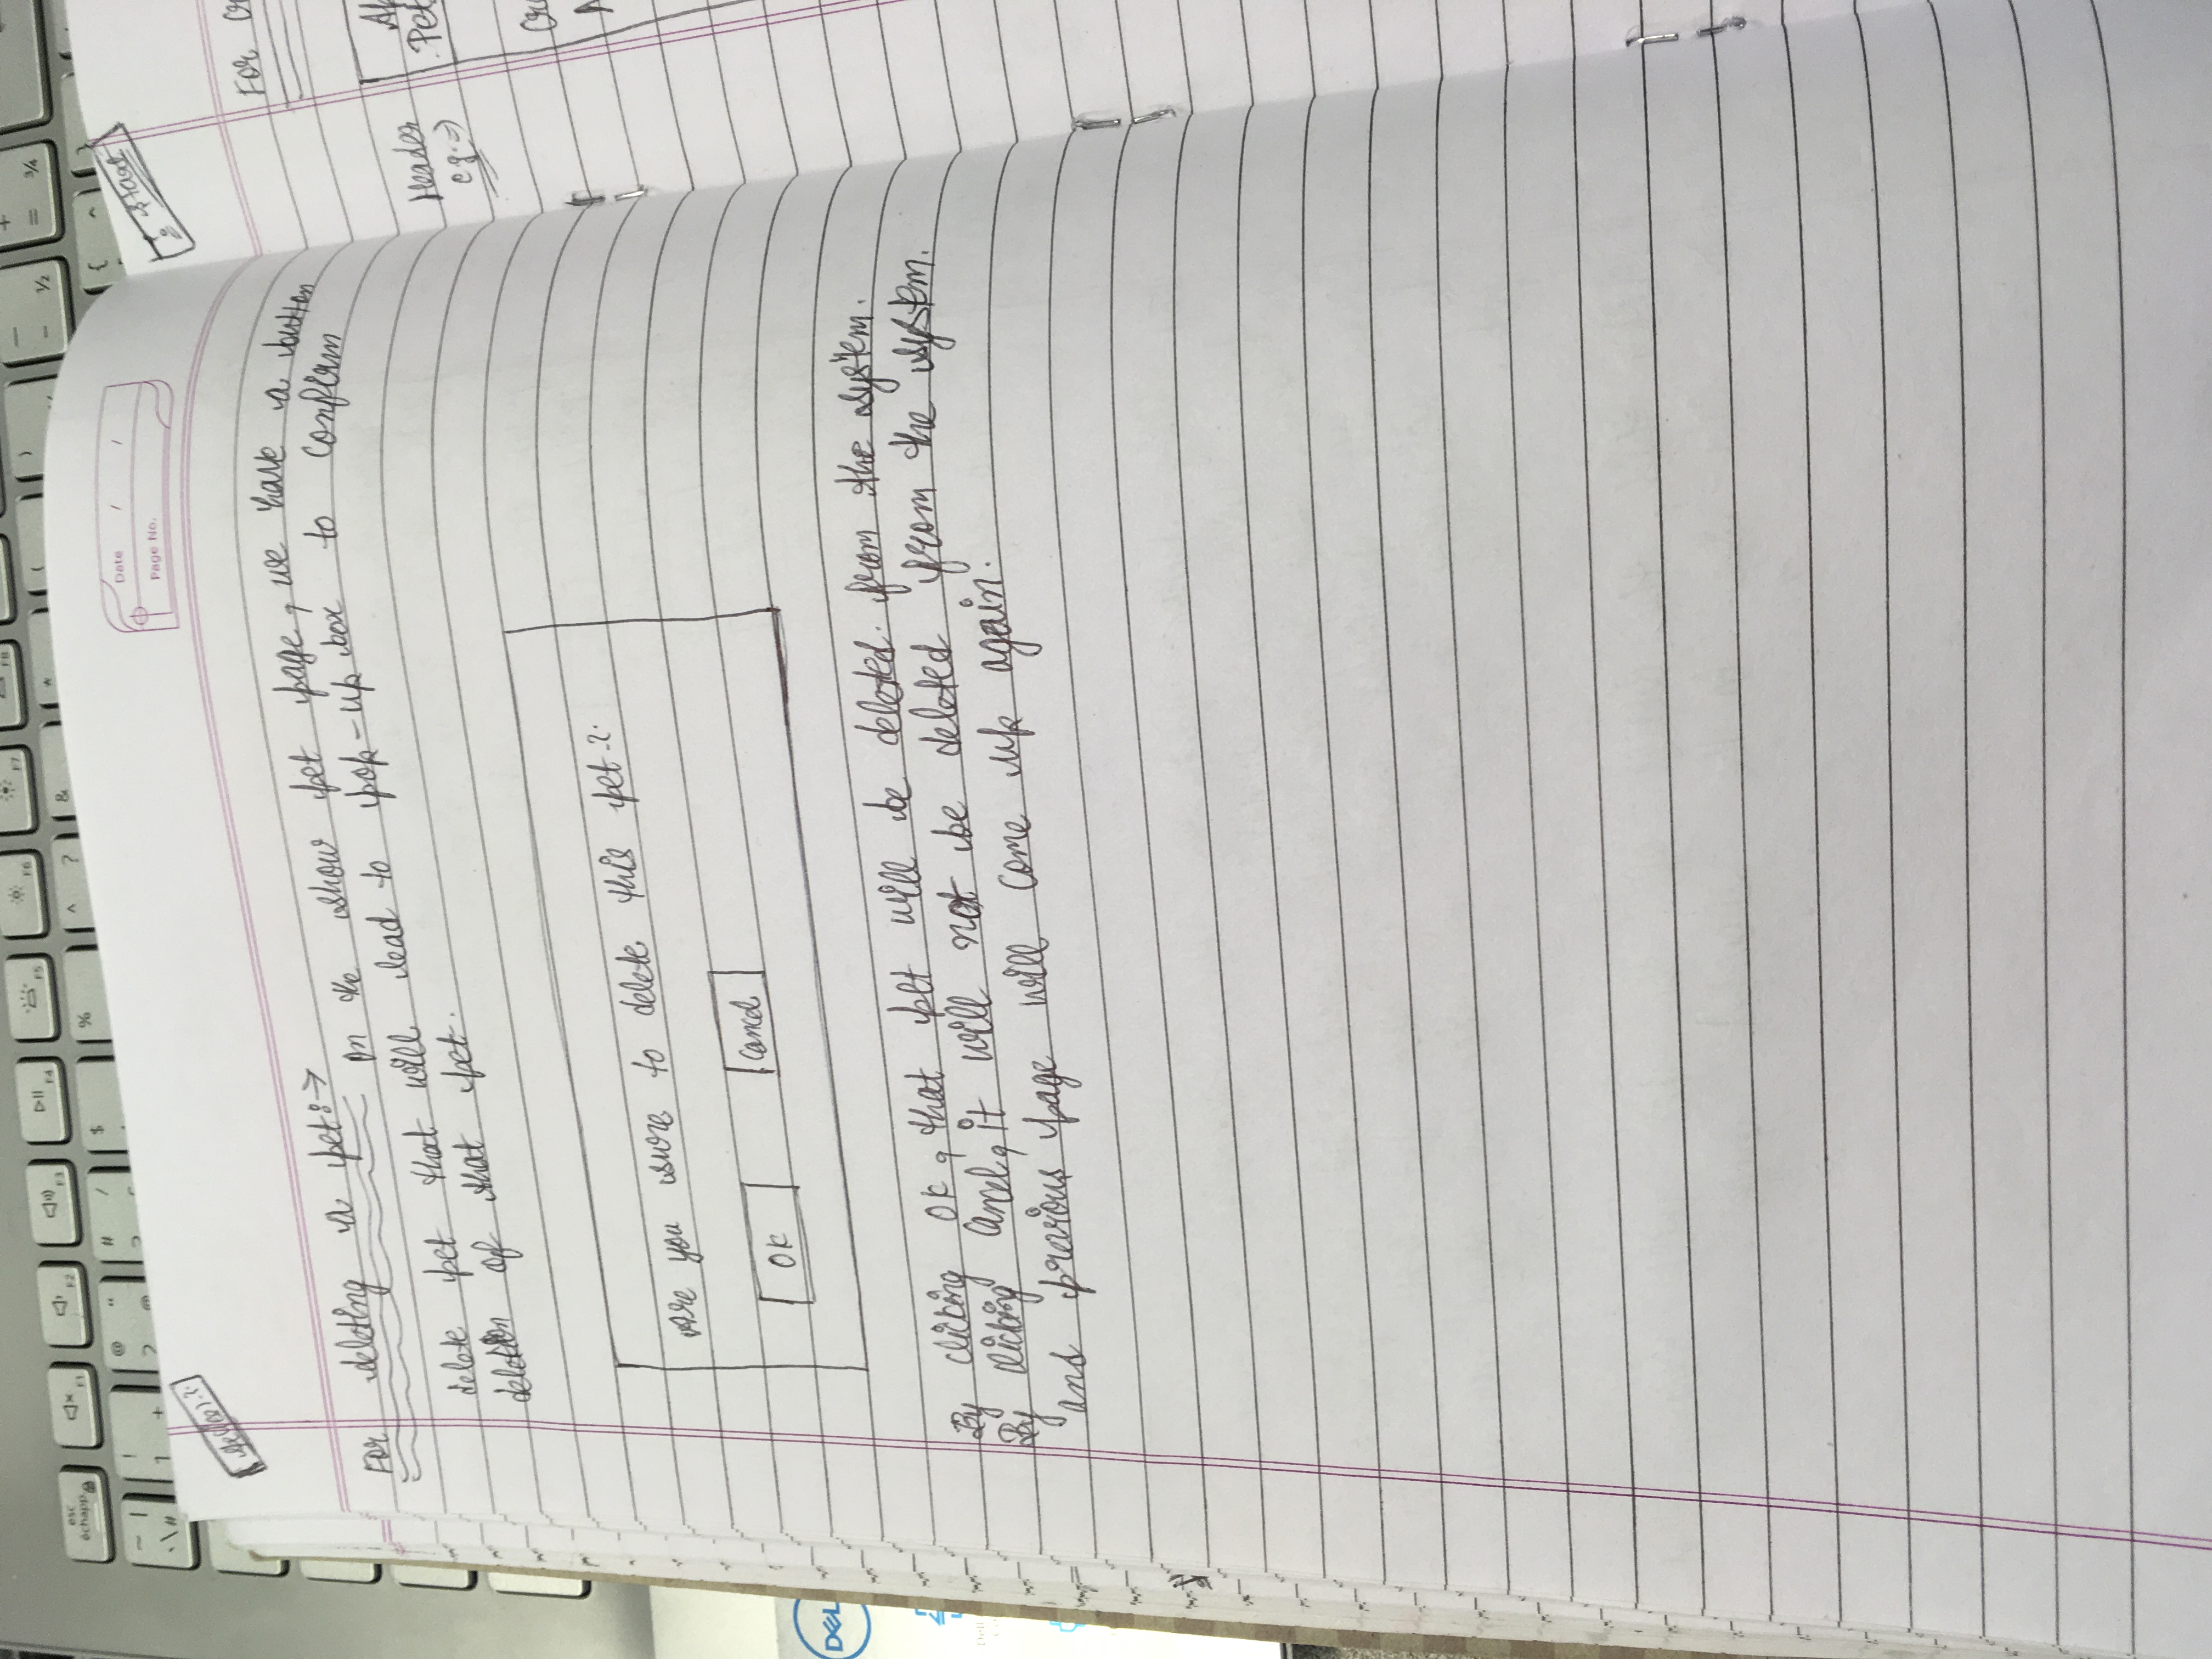 esc
échapp
F1
F2
F3
F4
F5
F6
F7
F8
Date / /
Page No.
For deleting a pet:→ On the show pet page, we have a button
delete pet that will lead to pop-up box to confirm
deletion of that pet.
Are you sure to delete this pet?
OK
Cancel
By clicking OK, that pet will be deleted. from the system.
By clicking Cancel, it will not be deleted from the system.
and previous page will come up again.
Start
For
Header
e.g. ⇒
Pet
DELL